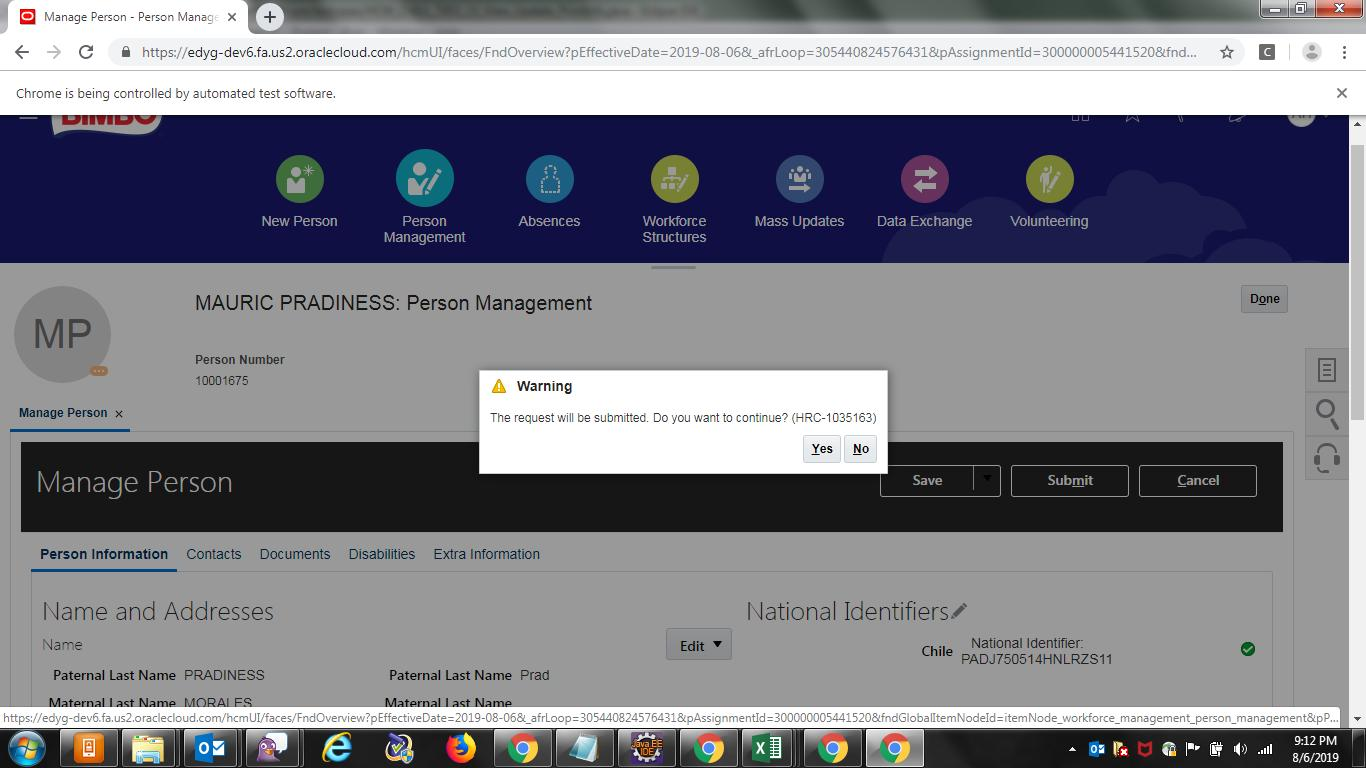 Manage Person - Person Manage
https://edyg-dev6.fa.us2.oraclecloud.com/hcmUI/faces/FndOverview?pEffectiveDate=2019-08-06&_afrLoop=305440824576431&pAssignmentId=300000005441520&fnd...
C
Chrome is being controlled by automated test software.
BIMBO
New Person
Person Management
Absences
Workforce Structures
Mass Updates
Data Exchange
Volunteering
MP
MAURIC PRADINESS: Person Management
Done
Person Number
10001675
Manage Person
Warning
The request will be submitted. Do you want to continue? (HRC-1035163)
Yes No
Manage Person
Save Submit Cancel
Person Information Contacts Documents Disabilities Extra Information
Name and Addresses
National Identifiers
Name
Edit
Chile National Identifier: PADJ750514HNLRZS11
Paternal Last Name PRADINESS Paternal Last Name Prad
Maternal Last Name MORALES Maternal Last Name
https://edyg-dev6.fa.us2.oraclecloud.com/hcmUI/faces/FndOverview?pEffectiveDate=2019-08-06&_afrLoop=305440824576431&pAssignmentId=300000005441520&fndGlobalItemNodeId=itemNode_workforce_management_person_management&pP...
Java EE
IDE
9:12 PM
8/6/2019